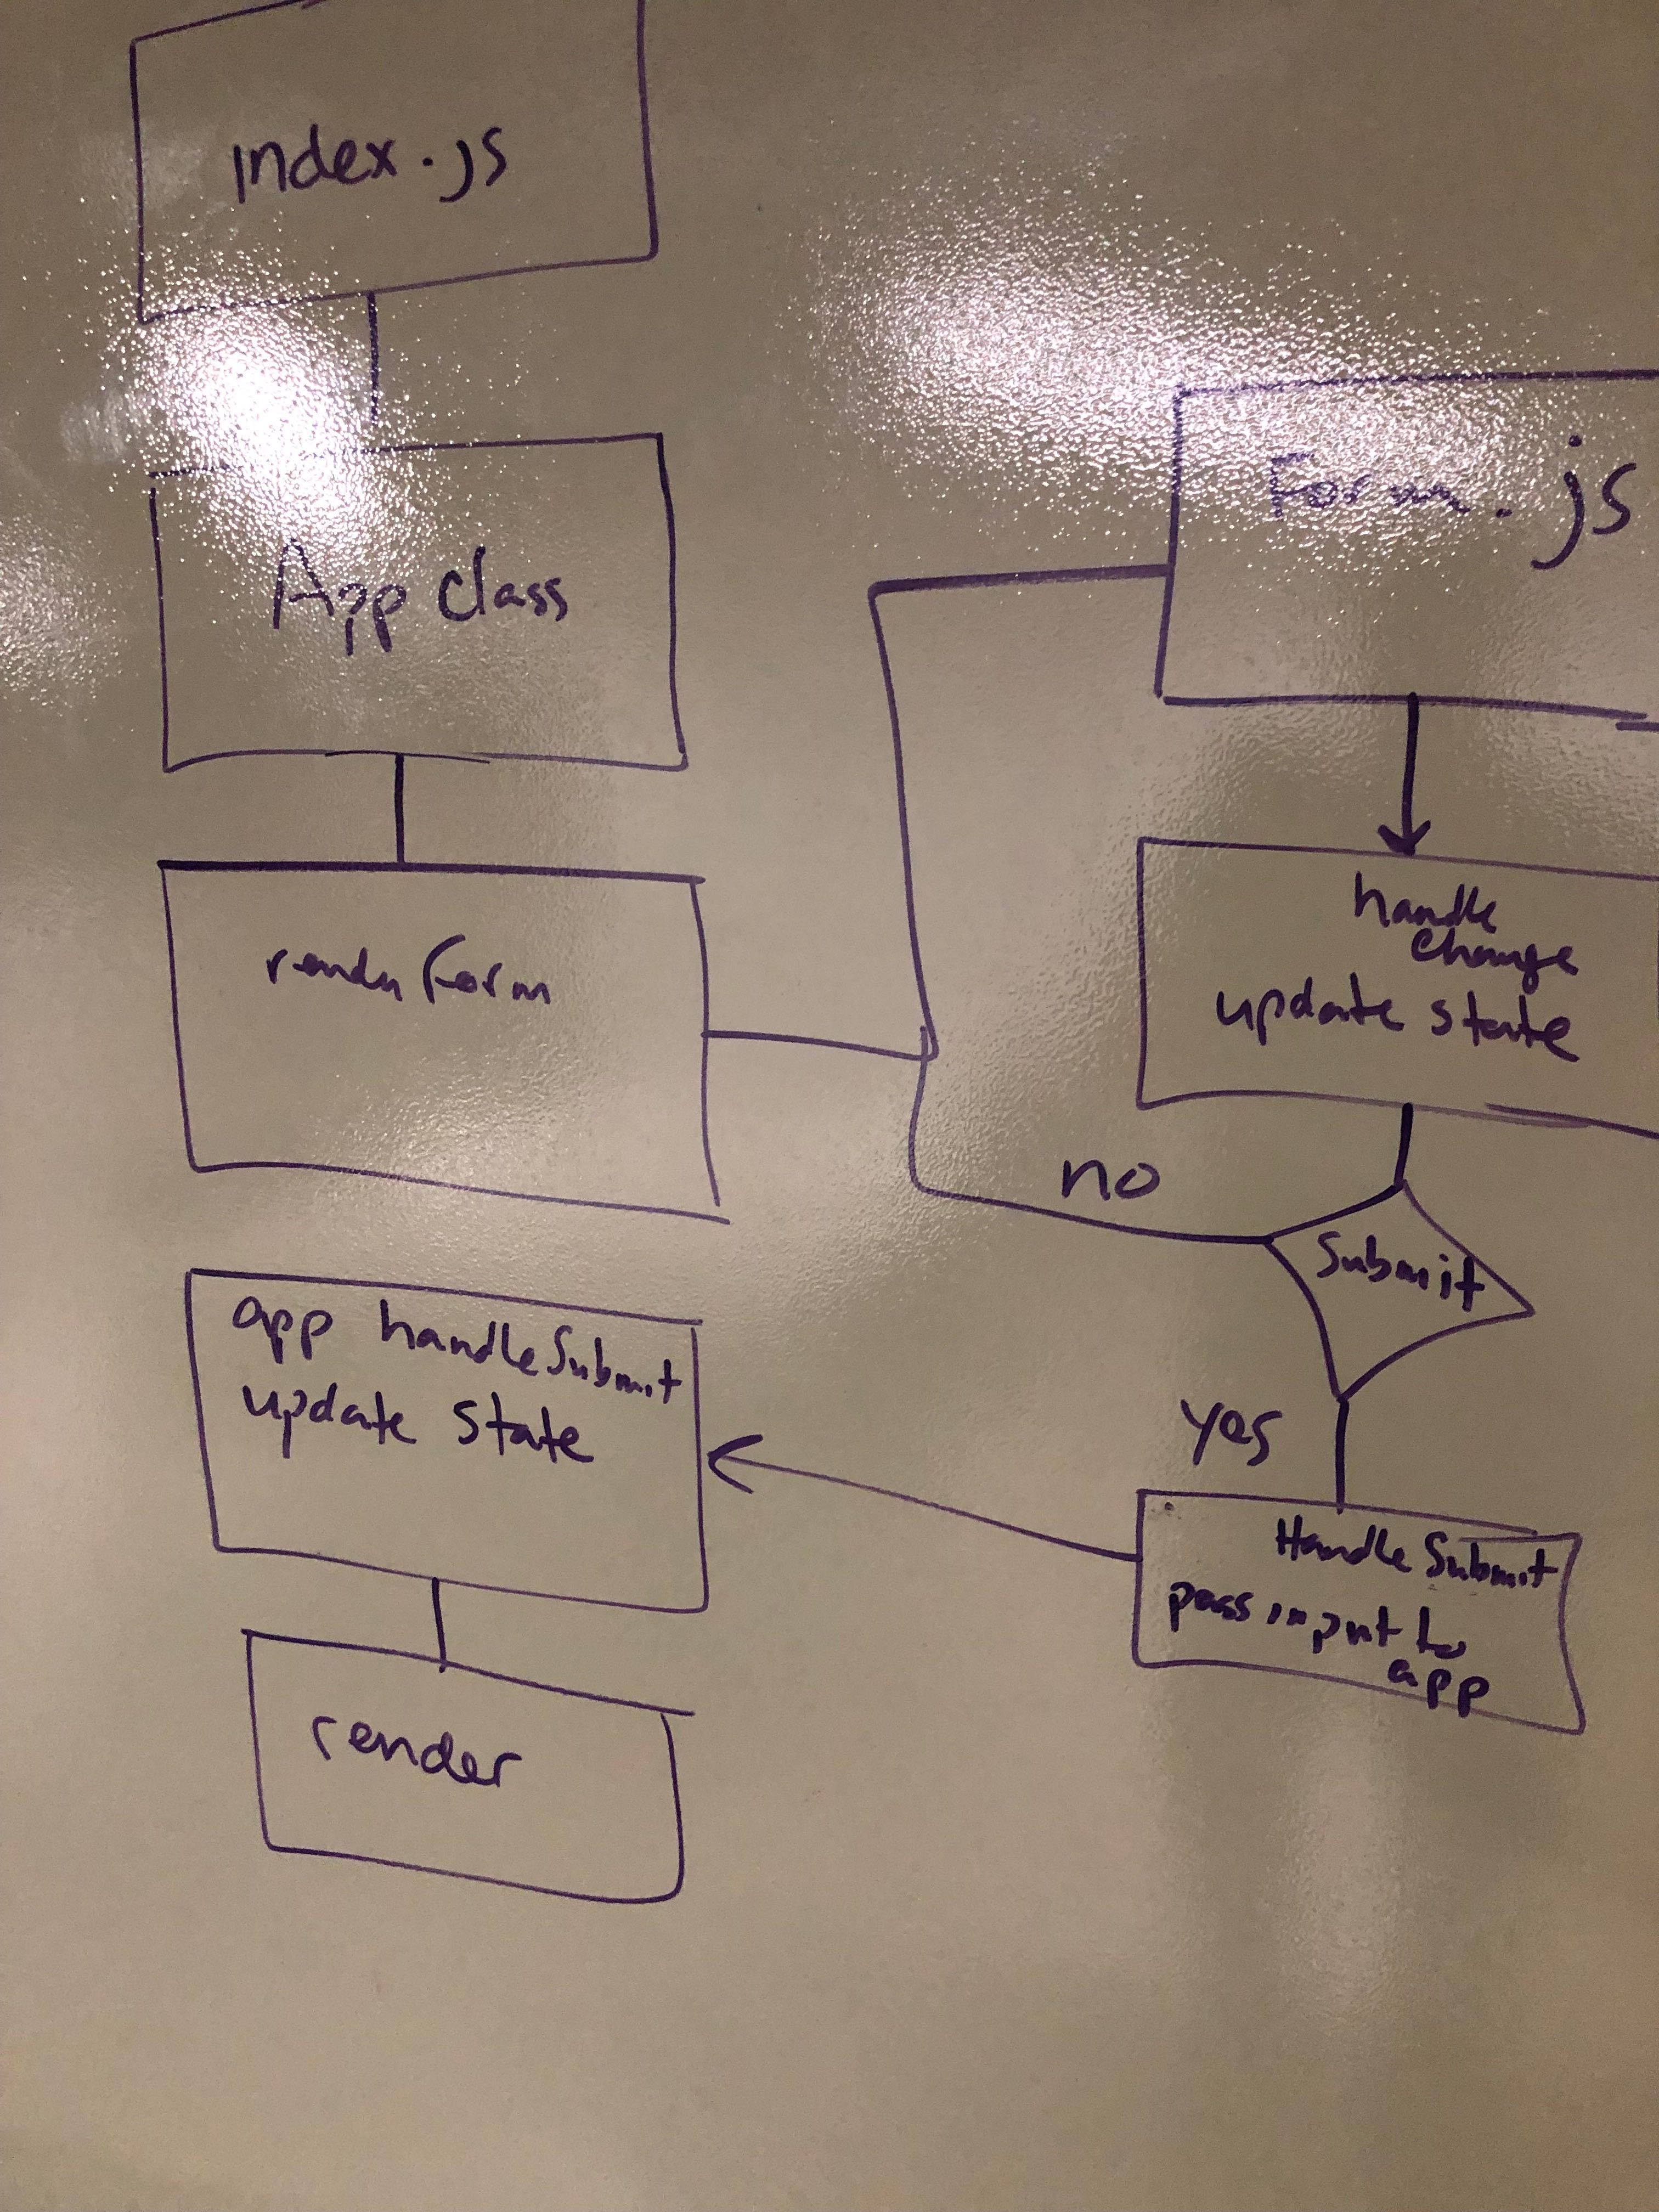 index.js
App class
render form
Form.js
handle
change
update state
no
Submit
yes
Handle Submit
pass input to
app
app handleSubmit
update state
render